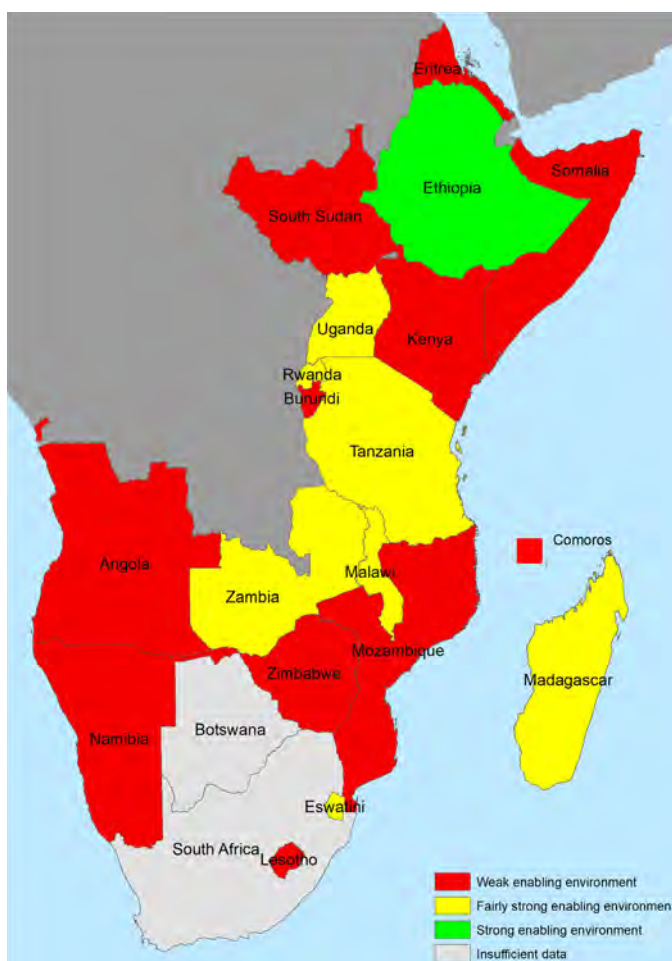 Eritrea
Ethiopia
Somalia
South Sudan
Uganda
Kenya
Rwanda
Burundi
Tanzania
Comoros
Angola
Malawi
Zambia
Mozambique
Zimbabwe
Madagascar
Botswana
Namibia
Eswatini
South Africa
Lesotho
Weak enabling environment
Fairly strong enabling environmen
Strong enabling environment
Insufficient data